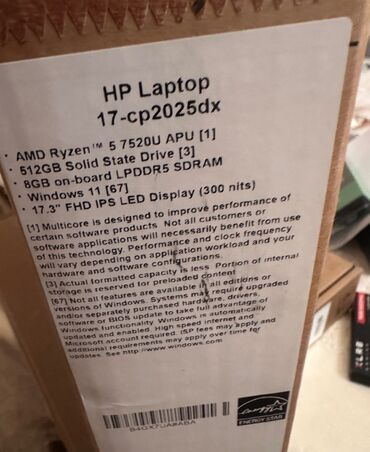 HP Laptop
17-cp2025dx
• AMD Ryzen™ 5 7520U APU [1]
• 512GB Solid State Drive [3]
• 8GB on-board LPDDR5 SDRAM
• Windows 11 [67]
• 17.3" FHD IPS LED Display (300 nits)
[1] Multicore is designed to improve performance of
certain software products. Not all customers or
software applications will necessarily benefit from use
of this technology. Performance and clock frequency
will vary depending on application workload and your
hardware and software configurations.
[3] Actual formatted capacity is less. Portion of internal
storage is reserved for preloaded content.
[67] Not all features are available in all editions or
versions of Windows. Systems may require upgraded
and/or separately purchased hardware, drivers,
software or BIOS update to take full advantage of
Windows functionality. Windows is automatically
updated and enabled. High speed internet and
Microsoft account required. ISP fees may apply and
additional requirements may apply over time for
updates. See http://www.windows.com
B4GX7UA#ABA
ENERGY STAR
XLR8